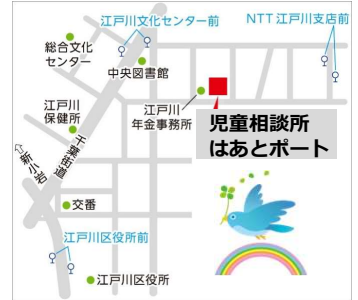 江戸川文化センター前
NTT江戸川支店前
総合文化
センター
中央図書館
江戸川
保健所
江戸川
年金事務所
児童相談所
はあとポート
千葉街道
⇧新小岩
交番
江戸川区役所前
江戸川区役所